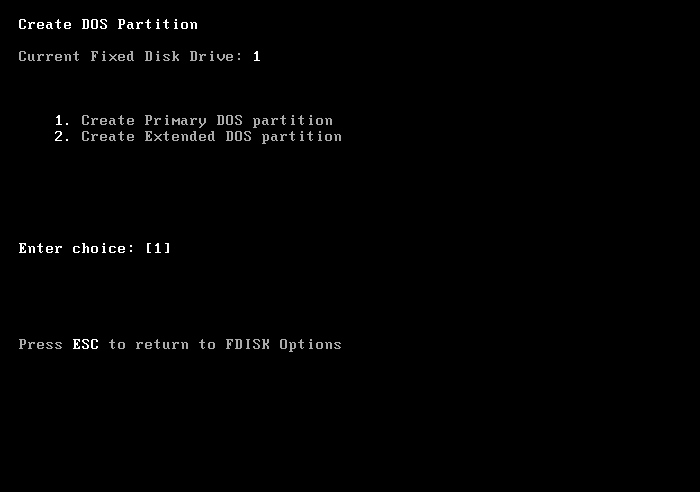 Create DOS Partition
Current Fixed Disk Drive: 1
1. Create Primary DOS partition
2. Create Extended DOS partition
Enter choice: [1]
Press ESC to return to FDISK Options